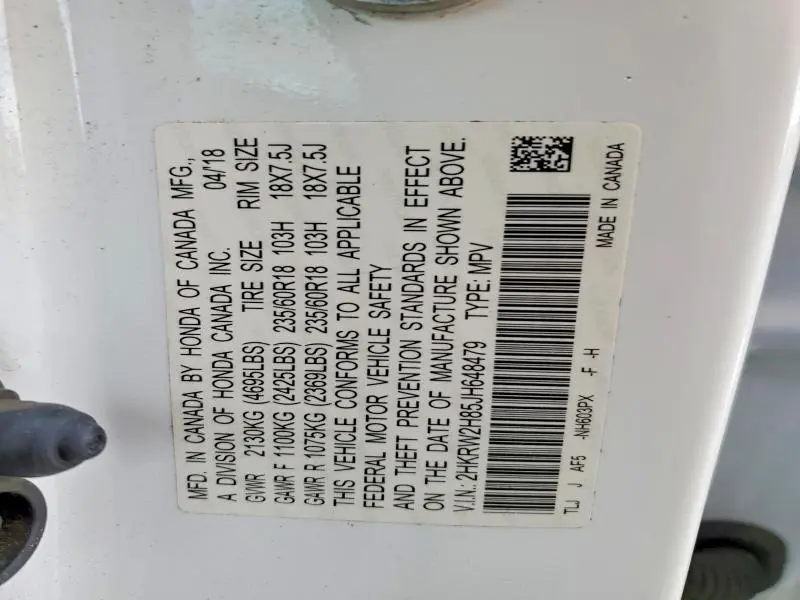 MFD. IN CANADA BY HONDA OF CANADA MFG.,
A DIVISION OF HONDA CANADA INC. 04/18
GVWR 2130KG (4695LBS) TIRE SIZE RIM SIZE
GAWR F 1100KG (2425LBS) 235/60R18 103H 18X7.5J
GAWR R 1075KG (2369LBS) 235/60R18 103H 18X7.5J
THIS VEHICLE CONFORMS TO ALL APPLICABLE
FEDERAL MOTOR VEHICLE SAFETY
AND THEFT PREVENTION STANDARDS IN EFFECT
ON THE DATE OF MANUFACTURE SHOWN ABOVE.
V.I.N.: 2HKRW2H85JH648479 TYPE: MPV
TLJ J AF5 -NH603PX -F -H MADE IN CANADA